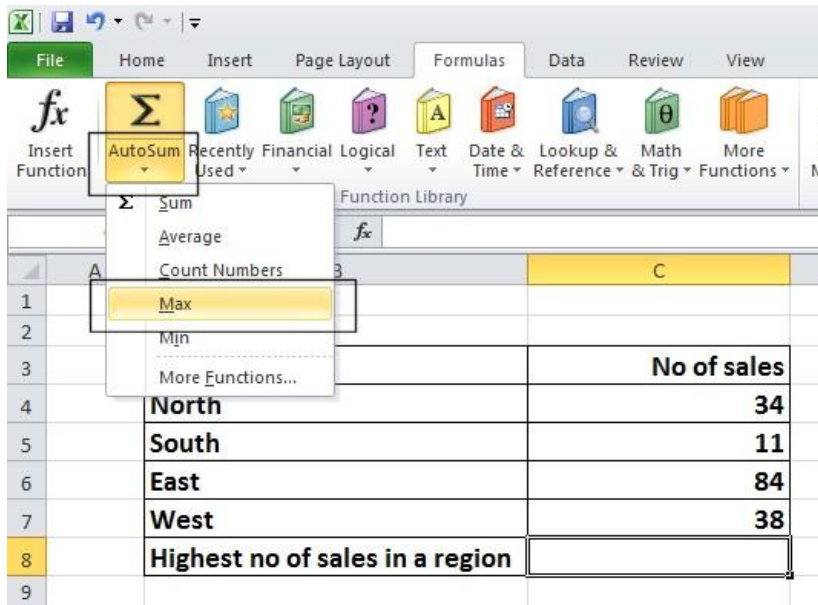 File Home Insert Page Layout Formulas Data Review View
fx Σ ? A θ
Insert Function AutoSum Recently Used Financial Logical Text Date & Time Lookup & Reference Math & Trig More Functions
Function Library
Σ Sum
Average
fx
Count Numbers
A B C
Max
Min
More Functions...
1
2
3 No of sales
4 North 34
5 South 11
6 East 84
7 West 38
8 Highest no of sales in a region
9